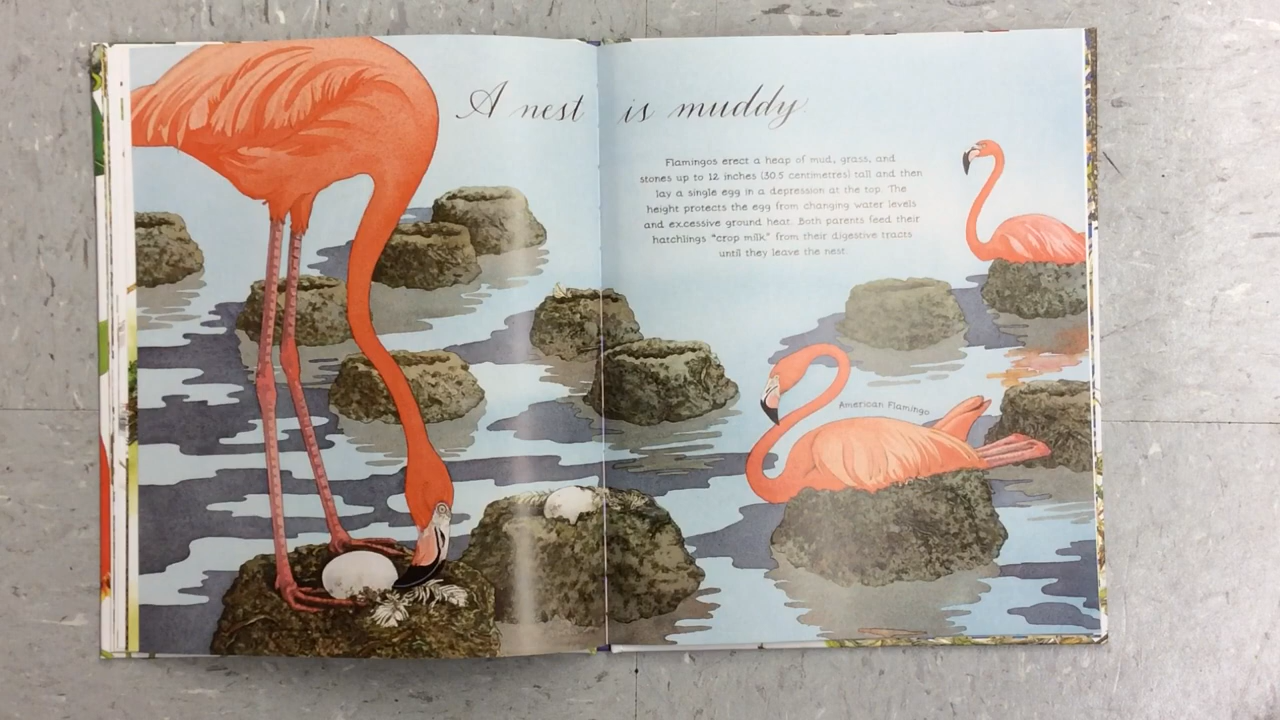 A nest is muddy
Flamingos erect a heap of mud, grass, and
stones up to 12 inches (30.5 centimetres) tall and then
lay a single egg in a depression at the top. The
height protects the egg from changing water levels
and excessive ground heat. Both parents feed their
hatchlings “crop milk” from their digestive tracts
until they leave the nest.
American Flamingo